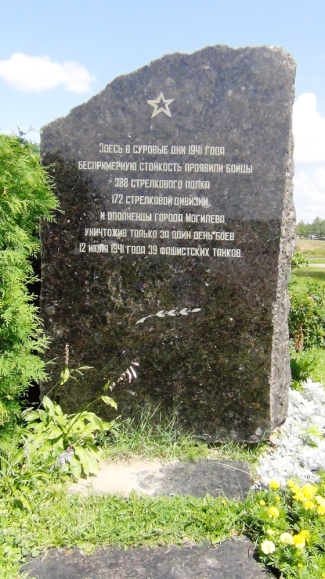 Здесь в суровые дни 1941 года
беспримерную стойкость проявили бойцы
388 стрелкового полка
172 стрелковой дивизии
и ополченцы города Могилева,
уничтожив только за один день боев
12 июля 1941 года 39 фашистских танков.